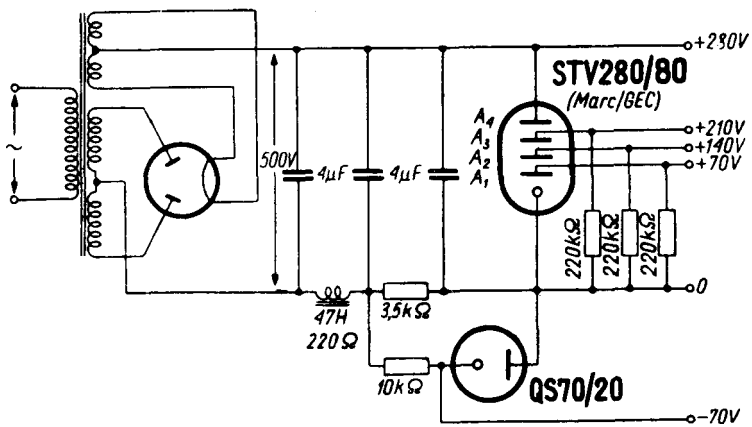 +280V
STV280/80
(Marc/GEC)
A4
A3
A2
A1
+210V
+140V
+70V
~
500V
4µF
4µF
220kΩ
220kΩ
220kΩ
0
47H
220Ω
3,5kΩ
10kΩ
QS70/20
-70V